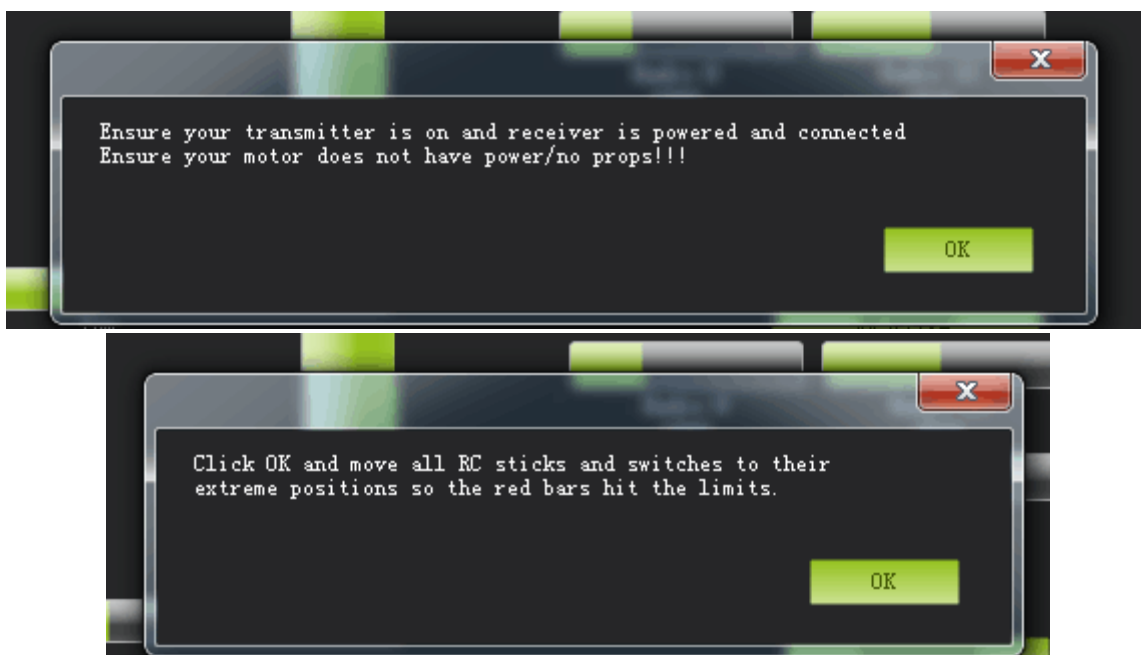 Ensure your transmitter is on and receiver is powered and connected
Ensure your motor does not have power/no props!!!
OK
Click OK and move all RC sticks and switches to their
extreme positions so the red bars hit the limits.
OK